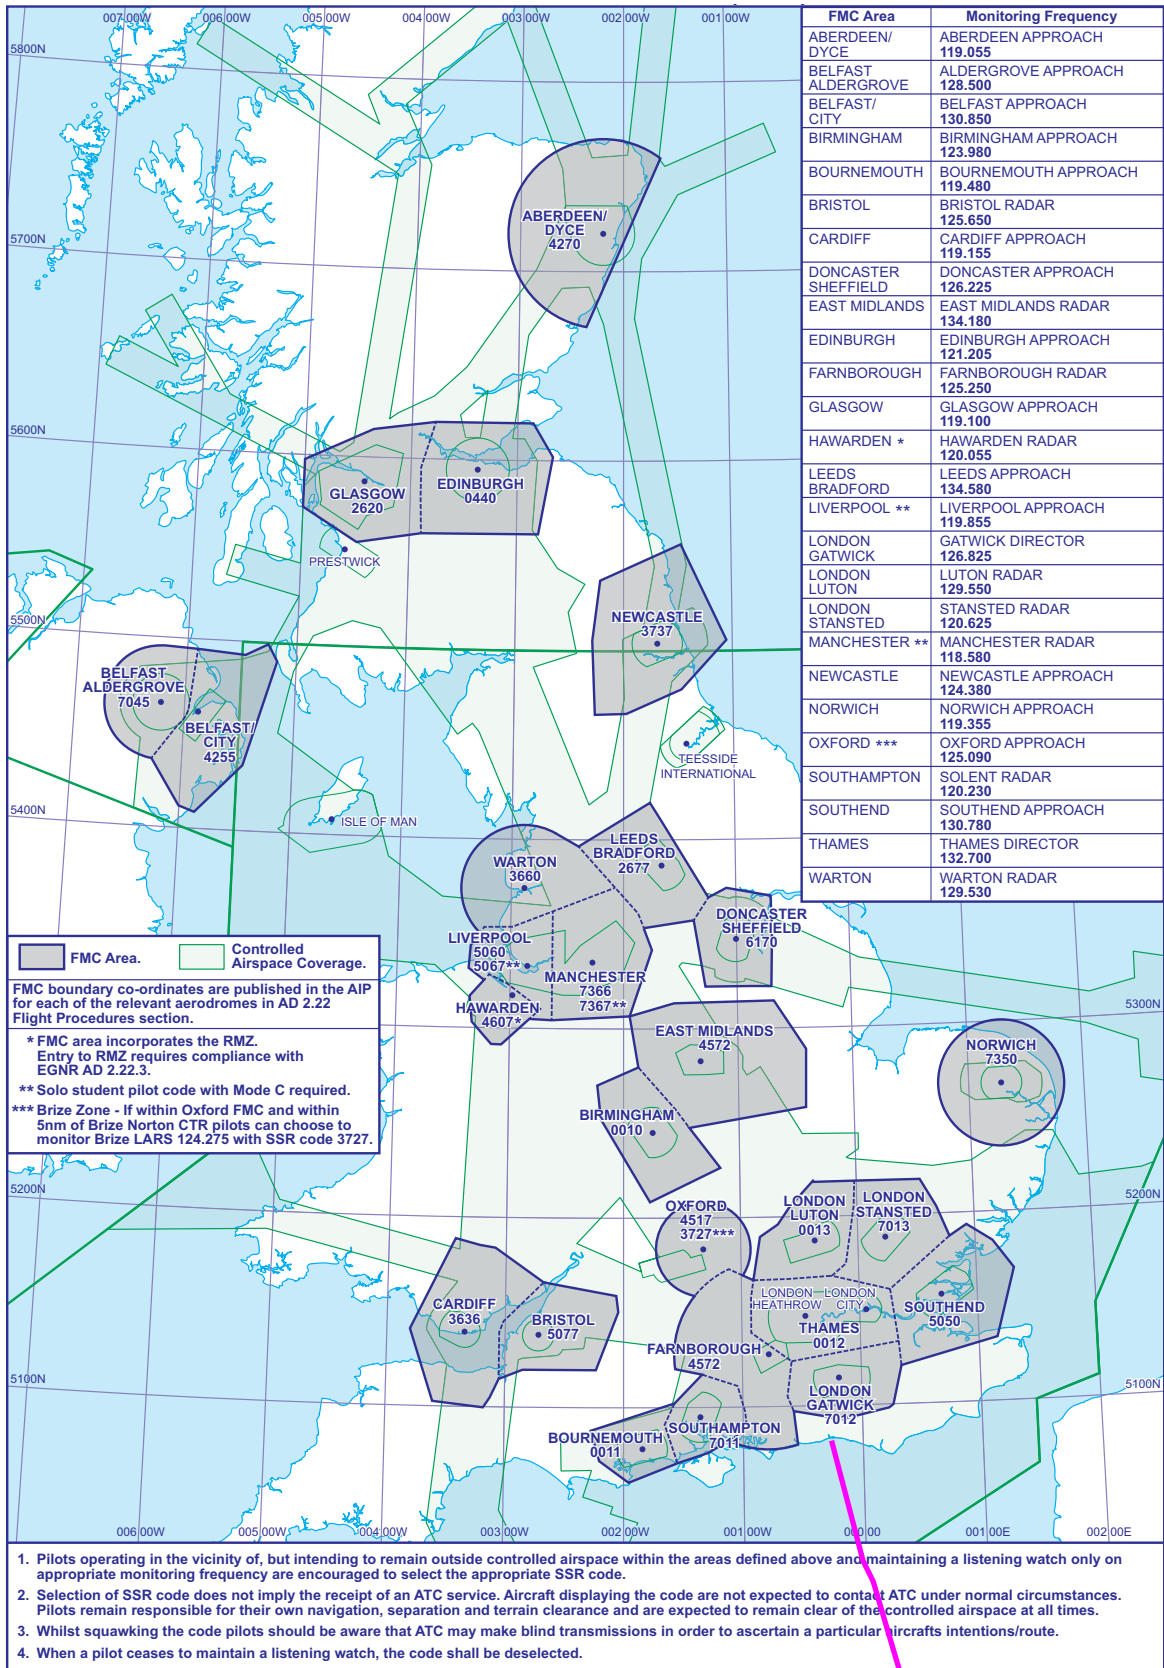 007 00W
006 00W
005 00W
004 00W
003 00W
002 00W
001 00W
5800N
5700N
5600N
5500N
5400N
5300N
5200N
5200N
5100N
5100N
006 00W
005 00W
004 00W
003 00W
002 00W
001 00W
000 00
001 00E
002 00E
ABERDEEN/
DYCE
4270
GLASGOW
2620
EDINBURGH
0440
PRESTWICK
NEWCASTLE
3737
BELFAST
ALDERGROVE
7045
BELFAST/
CITY
4255
TEESSIDE
INTERNATIONAL
ISLE OF MAN
WARTON
3660
LEEDS
BRADFORD
2677
DONCASTER
SHEFFIELD
6170
LIVERPOOL
5060
5067**
MANCHESTER
7366
7367**
HAWARDEN
4607*
EAST MIDLANDS
4572
NORWICH
7350
BIRMINGHAM
0010
OXFORD
4517
3727***
LONDON
LUTON
0013
LONDON
STANSTED
7013
CARDIFF
3636
BRISTOL
5077
LONDON
HEATHROW
LONDON
CITY
THAMES
0012
SOUTHEND
5050
FARNBOROUGH
4572
LONDON
GATWICK
7012
BOURNEMOUTH
0011
SOUTHAMPTON
7011
FMC Area Monitoring Frequency
ABERDEEN/ ABERDEEN APPROACH
DYCE 119.055
BELFAST ALDERGROVE APPROACH
ALDERGROVE 128.500
BELFAST/ BELFAST APPROACH
CITY 130.850
BIRMINGHAM BIRMINGHAM APPROACH
123.980
BOURNEMOUTH BOURNEMOUTH APPROACH
119.480
BRISTOL BRISTOL RADAR
125.650
CARDIFF CARDIFF APPROACH
119.155
DONCASTER DONCASTER APPROACH
SHEFFIELD 126.225
EAST MIDLANDS EAST MIDLANDS RADAR
134.180
EDINBURGH EDINBURGH APPROACH
121.205
FARNBOROUGH FARNBOROUGH RADAR
125.250
GLASGOW GLASGOW APPROACH
119.100
HAWARDEN * HAWARDEN RADAR
120.055
LEEDS LEEDS APPROACH
BRADFORD 134.580
LIVERPOOL ** LIVERPOOL APPROACH
119.855
LONDON GATWICK DIRECTOR
GATWICK 126.825
LONDON LUTON RADAR
LUTON 129.550
LONDON STANSTED RADAR
STANSTED 120.625
MANCHESTER ** MANCHESTER RADAR
118.580
NEWCASTLE NEWCASTLE APPROACH
124.380
NORWICH NORWICH APPROACH
119.355
OXFORD *** OXFORD APPROACH
125.090
SOUTHAMPTON SOLENT RADAR
120.230
SOUTHEND SOUTHEND APPROACH
130.780
THAMES THAMES DIRECTOR
132.700
WARTON WARTON RADAR
129.530
5300N
FMC Area.
Controlled
Airspace Coverage.
FMC boundary co-ordinates are published in the AIP
for each of the relevant aerodromes in AD 2.22
Flight Procedures section.
* FMC area incorporates the RMZ.
Entry to RMZ requires compliance with
EGNR AD 2.22.3.
** Solo student pilot code with Mode C required.
*** Brize Zone - If within Oxford FMC and within
5nm of Brize Norton CTR pilots can choose to
monitor Brize LARS 124.275 with SSR code 3727.
1. Pilots operating in the vicinity of, but intending to remain outside controlled airspace within the areas defined above and maintaining a listening watch only on
appropriate monitoring frequency are encouraged to select the appropriate SSR code.
2. Selection of SSR code does not imply the receipt of an ATC service. Aircraft displaying the code are not expected to contact ATC under normal circumstances.
Pilots remain responsible for their own navigation, separation and terrain clearance and are expected to remain clear of the controlled airspace at all times.
3. Whilst squawking the code pilots should be aware that ATC may make blind transmissions in order to ascertain a particular aircrafts intentions/route.
4. When a pilot ceases to maintain a listening watch, the code shall be deselected.